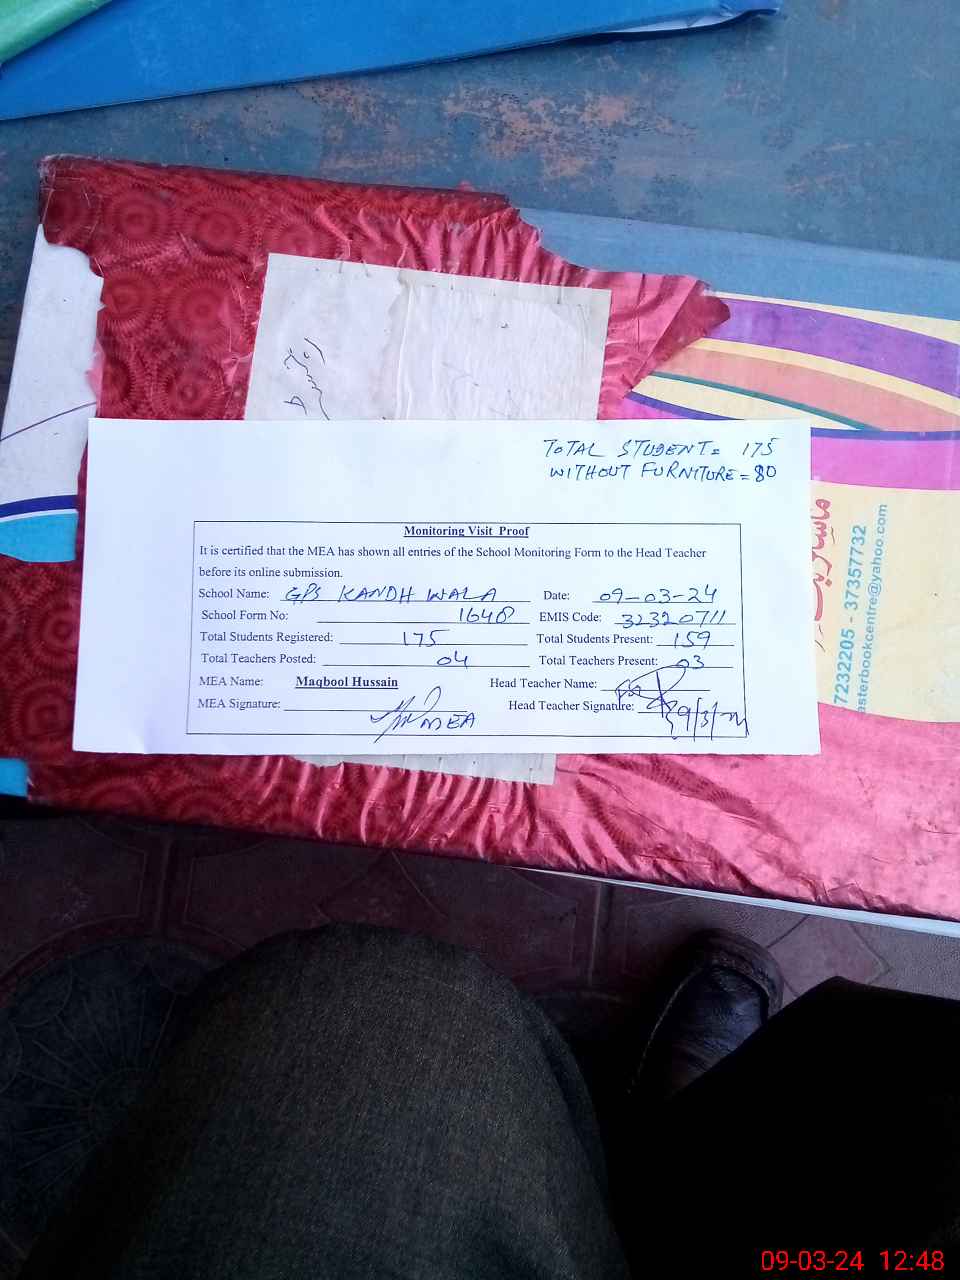 TOTAL STUDENT= 175
WITHOUT FURNITURE=80
Monitoring Visit Proof
It is certified that the MEA has shown all entries of the School Monitoring Form to the Head Teacher
before its online submission.
School Name: GPS KANDH WALA Date: 09-03-24
School Form No: 1648 EMIS Code: 32320711
Total Students Registered: 175 Total Students Present: 159
Total Teachers Posted: 04 Total Teachers Present: 03
MEA Name: Maqbool Hussain Head Teacher Name:
MEA Signature: MEA Head Teacher Signature:
7232205 - 37357732
asterbookcentre@yahoo.com
09-03-24 12:48